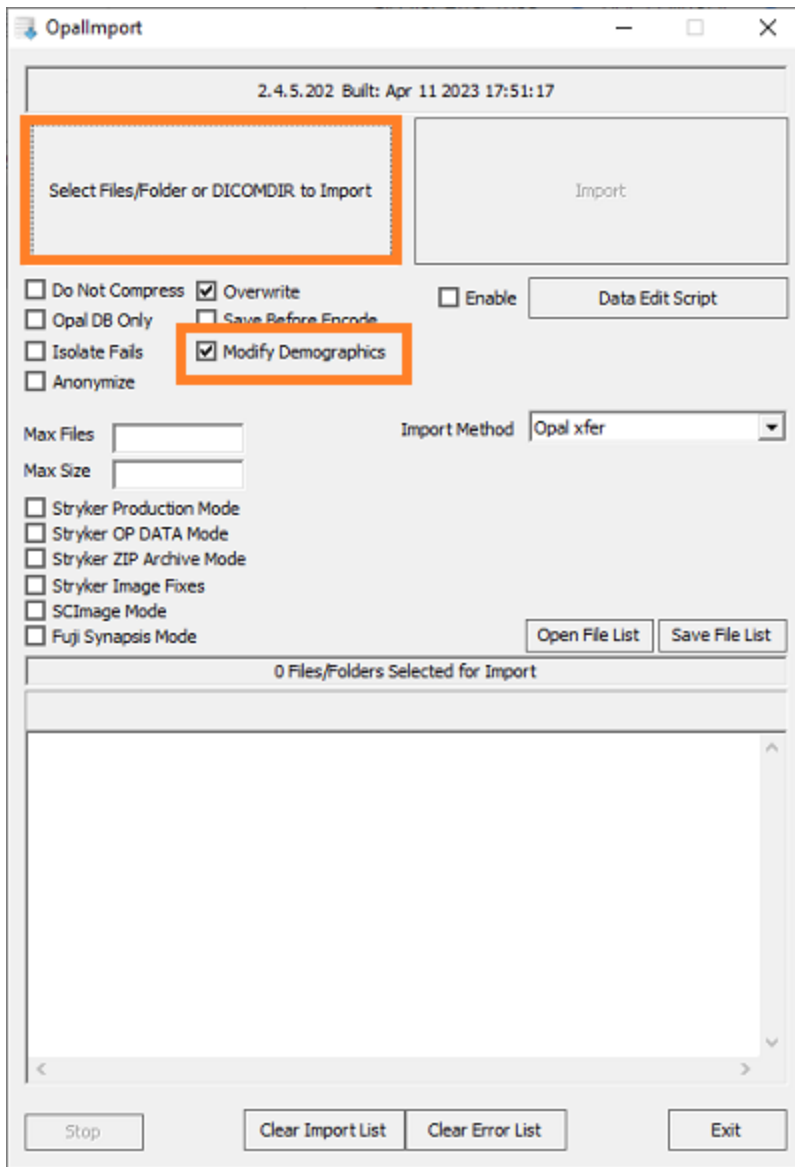 OpalImport
2.4.5.202 Built: Apr 11 2023 17:51:17
Select Files/Folder or DICOMDIR to Import
Import
Do Not Compress
Overwrite
Enable
Data Edit Script
Opal DB Only
Save Before Encode
Isolate Fails
Modify Demographics
Anonymize
Max Files
Import Method
Opal xfer
Max Size
Stryker Production Mode
Stryker OP DATA Mode
Stryker ZIP Archive Mode
Stryker Image Fixes
SCImage Mode
Fuji Synapsis Mode
Open File List
Save File List
0 Files/Folders Selected for Import
Stop
Clear Import List
Clear Error List
Exit